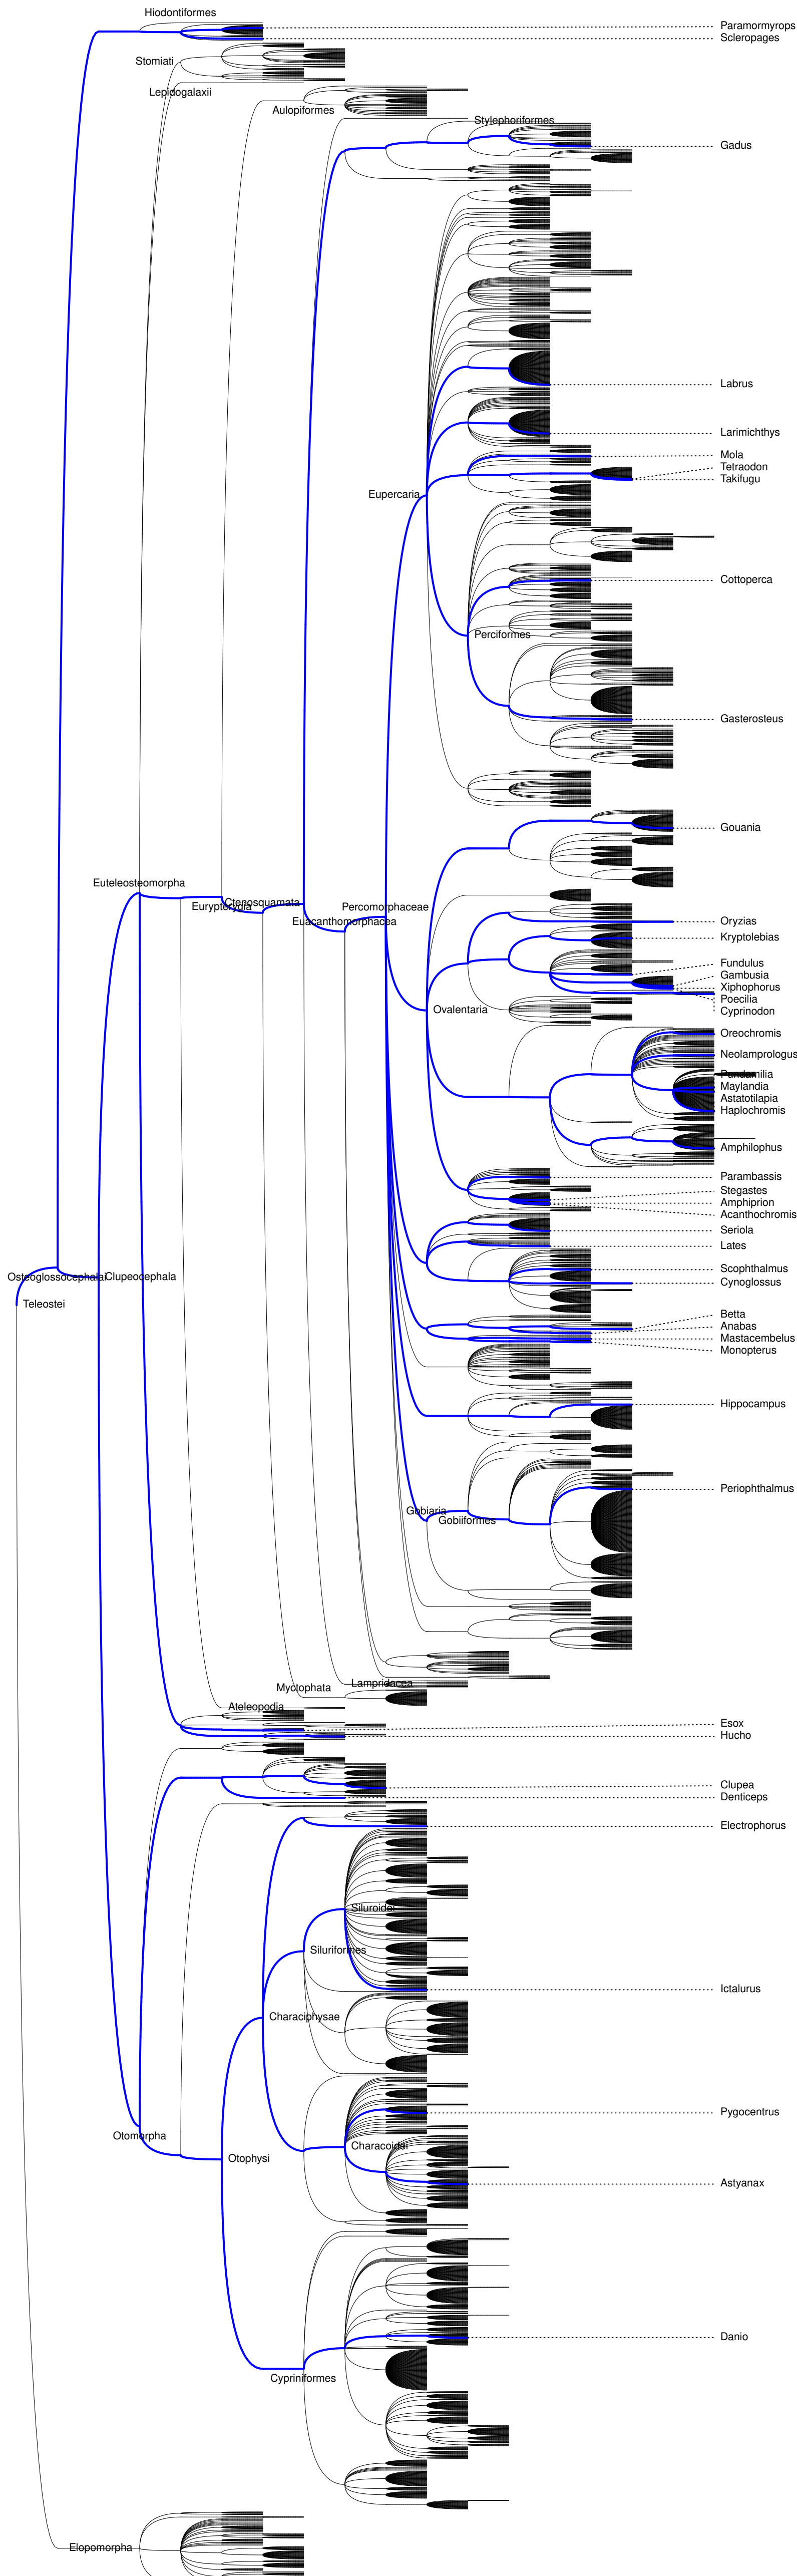 Hiodontiformes
Paramormyrops
Scleropages
Stomiati
Lepidogalaxii
Aulopiformes
Stylephoriformes
Gadus
Labrus
Larimichthys
Mola
Tetraodon
Takifugu
Eupercaria
Cottoperca
Perciformes
Gasterosteus
Gouania
Euteleosteomorpha
Ctenosquamata
Eurypterygia
Percomorphaceae
Euacanthomorphacea
Oryzias
Kryptolebias
Fundulus
Gambusia
Xiphophorus
Poecilia
Cyprinodon
Ovalentaria
Oreochromis
Neolamprologus
Pundamilia
Maylandia
Astatotilapia
Haplochromis
Amphilophus
Parambassis
Stegastes
Amphiprion
Acanthochromis
Seriola
Lates
Scophthalmus
Osteoglossocephalai
Clupeocephala
Cynoglossus
Teleostei
Betta
Anabas
Mastacembelus
Monopterus
Hippocampus
Periophthalmus
Gobiaria
Gobiiformes
Lampridacea
Myctophata
Ateleopodia
Esox
Hucho
Clupea
Denticeps
Electrophorus
Siluroidei
Siluriformes
Ictalurus
Characiphysae
Pygocentrus
Otomorpha
Characoidei
Otophysi
Astyanax
Danio
Cypriniformes
Elopomorpha